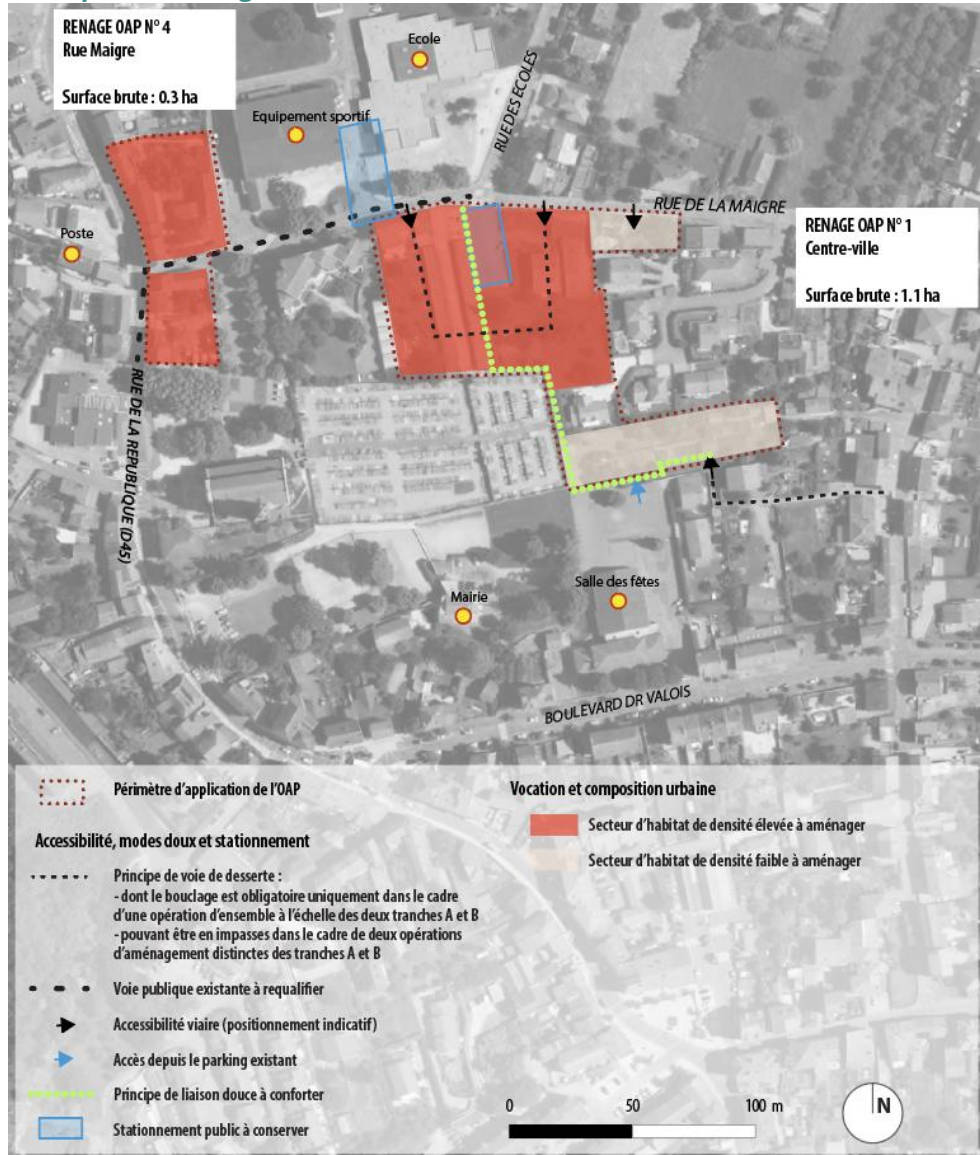 RENAGE OAP N° 4
Rue Maigre
Surface brute : 0.3 ha
Ecole
Equipement sportif
RUE DES ECOLES
RUE DE LA MAIGRE
Poste
RENAGE OAP N° 1
Centre-ville
Surface brute : 1.1 ha
RUE DE LA REPUBLIQUE (D45)
Mairie
Salle des fêtes
BOULEVARD DR VALOIS
Périmètre d'application de l'OAP
Accessibilité, modes doux et stationnement
Principe de voie de desserte :
- dont le bouclage est obligatoire uniquement dans le cadre
d'une opération d'ensemble à l'échelle des deux tranches A et B
- pouvant être en impasses dans le cadre de deux opérations
d'aménagement distinctes des tranches A et B
Voie publique existante à requalifier
Accessibilité viaire (positionnement indicatif)
Accès depuis le parking existant
Principe de liaison douce à conforter
Stationnement public à conserver
Vocation et composition urbaine
Secteur d'habitat de densité élevée à aménager
Secteur d'habitat de densité faible à aménager
0 50 100 m
N